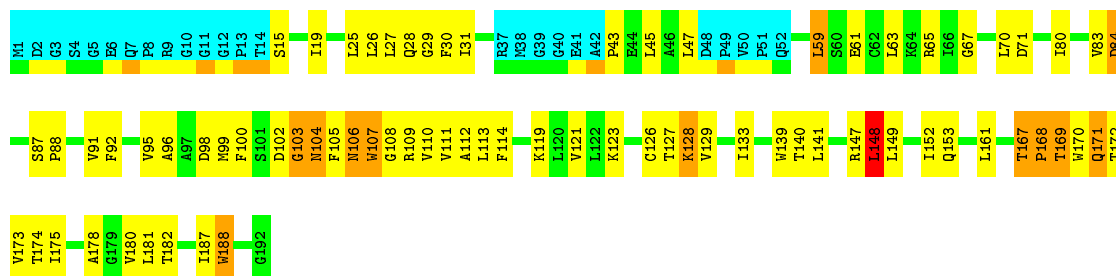 M1 D2 G3 S4 G5 E6 Q7 P8 R9 G10 G11 G12 P13 T14 S15 I19 L25 L26 L27 Q28 G29 F30 I31 R37 M38 G39 G40 E41 A42 P43 E44 L45 A46 L47 D48 P49 V50 P51 Q52 L59 S60 E61 C62 L63 K64 R65 I66 G67 L70 D71 I80 V83
S87 P88 V91 F92 V95 A96 A97 D98 M99 F100 S101 D102 G103 N104 F105 N106 W107 G108 R109 V110 V111 A112 L113 F114 K119 L120 V121 L122 K123 C126 T127 K128 V129 I133 W139 T140 L141 R147 L148 L149 I152 Q153 L161 T167 P168 T169 W170 Q171
V173 T174 I175 A178 G179 V180 L181 T182 I187 W188 G192